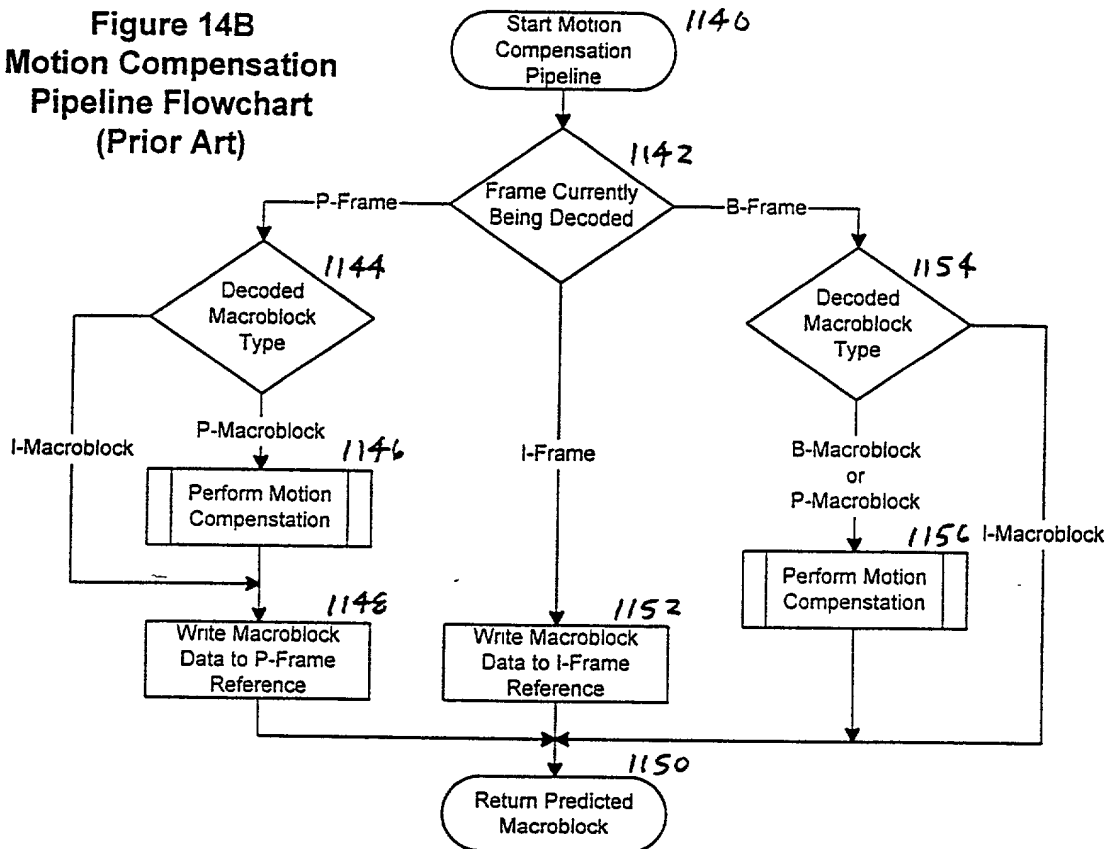 Figure 14B
Motion Compensation
Pipeline Flowchart
(Prior Art)
Start Motion
Compensation
Pipeline
1140
Frame Currently
Being Decoded
1142
P-Frame
B-Frame
I-Frame
Decoded
Macroblock
Type
1144
Decoded
Macroblock
Type
1154
I-Macroblock
P-Macroblock
1146
Perform Motion
Compenstation
B-Macroblock
or
P-Macroblock
1156
I-Macroblock
Perform Motion
Compenstation
1148
Write Macroblock
Data to P-Frame
Reference
1152
Write Macroblock
Data to I-Frame
Reference
1150
Return Predicted
Macroblock